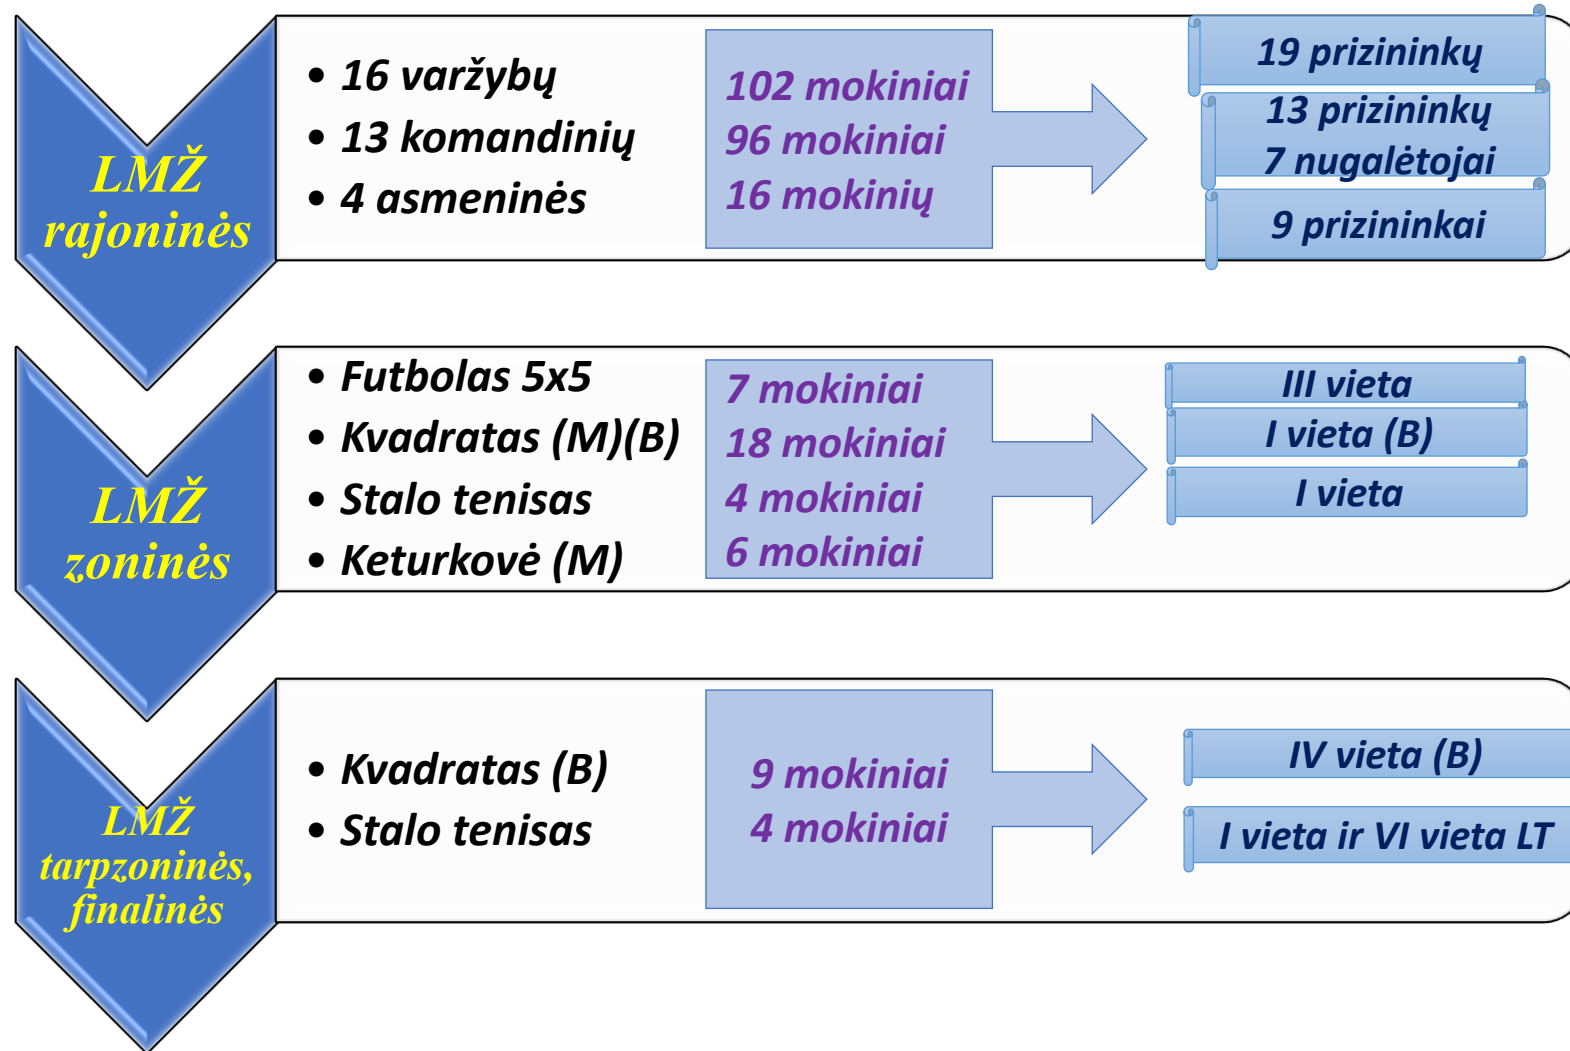 LMŽ
rajoninės
• 16 varžybų
• 13 komandinių
• 4 asmeninės
102 mokiniai
96 mokiniai
16 mokinių
19 prizininkų
13 prizininkų
7 nugalėtojai
9 prizininkai
LMŽ
zoninės
• Futbolas 5x5
• Kvadratas (M)(B)
• Stalo tenisas
• Keturkovė (M)
7 mokiniai
18 mokiniai
4 mokiniai
6 mokiniai
III vieta
I vieta (B)
I vieta
LMŽ
tarpzoninės,
finalinės
• Kvadratas (B)
• Stalo tenisas
9 mokiniai
4 mokiniai
IV vieta (B)
I vieta ir VI vieta LT